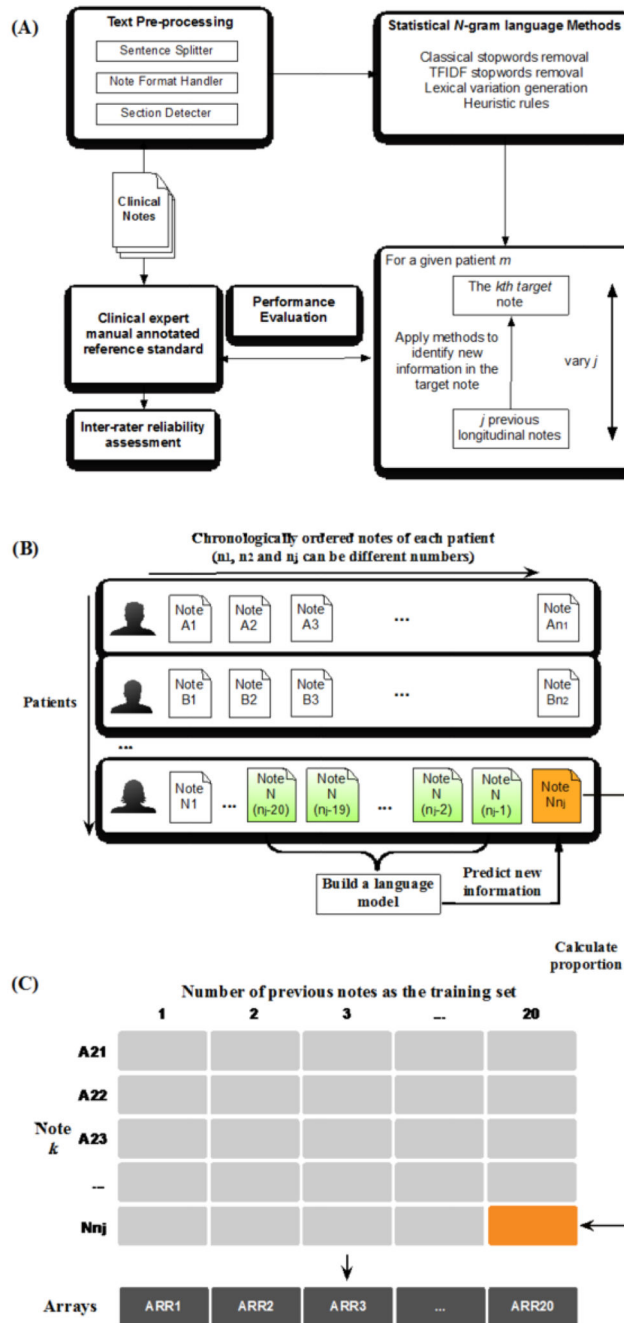 (A)
Text Pre-processing
Sentence Splitter
Note Format Handler
Section Detecter
Statistical N-gram language Methods
Classical stopwords removal
TFIDF stopwords removal
Lexical variation generation
Heuristic rules
Clinical
Notes
Clinical expert
manual annotated
reference standard
Performance
Evaluation
Inter-rater reliability
assessment
For a given patient m
The kth target
note
Apply methods to
identify new
information in the
target note
vary j
j previous
longitudinal notes
(B)
Chronologically ordered notes of each patient
(n1, n2 and nj can be different numbers)
Patients
Note
A1
Note
A2
Note
A3
...
Note
An1
Note
B1
Note
B2
Note
B3
...
Note
Bn2
...
Note
N1
...
Note
N
(nj-20)
Note
N
(nj-19)
...
Note
N
(nj-2)
Note
N
(nj-1)
Note
Nnj
Build a language
model
Predict new
information
Calculate
proportion
(C)
Number of previous notes as the training set
1 2 3 ... 20
Note
k
A21
A22
A23
...
Nnj
Arrays ARR1 ARR2 ARR3 ... ARR20